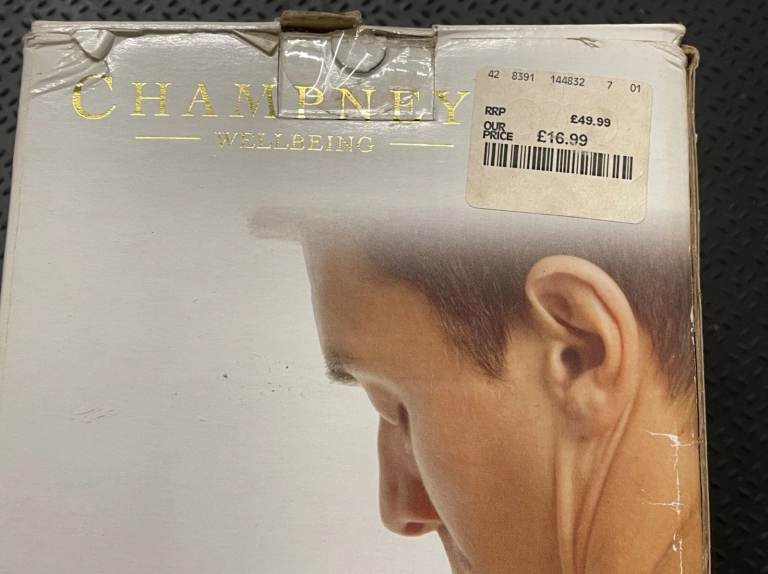 CHAMPNEY
WELLBEING
42 8391 144832 7 01
RRP £49.99
OUR PRICE £16.99